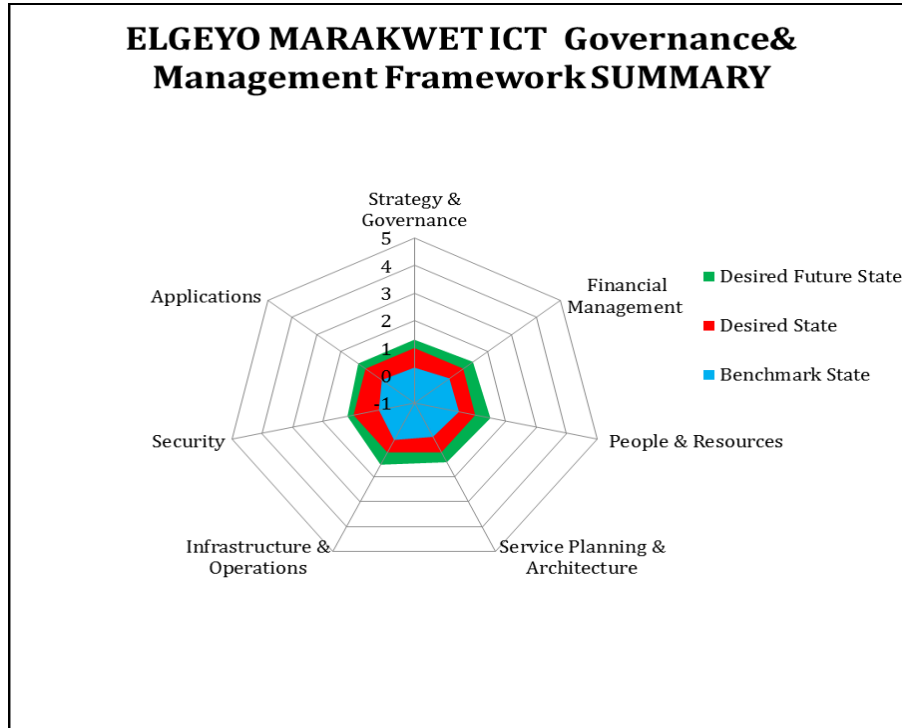 ELGEYO MARAKWET ICT Governance&
Management Framework SUMMARY
Strategy &
Governance
5
4
3
2
1
0
-1
Financial
Management
People & Resources
Service Planning &
Architecture
Infrastructure &
Operations
Security
Applications
Desired Future State
Desired State
Benchmark State